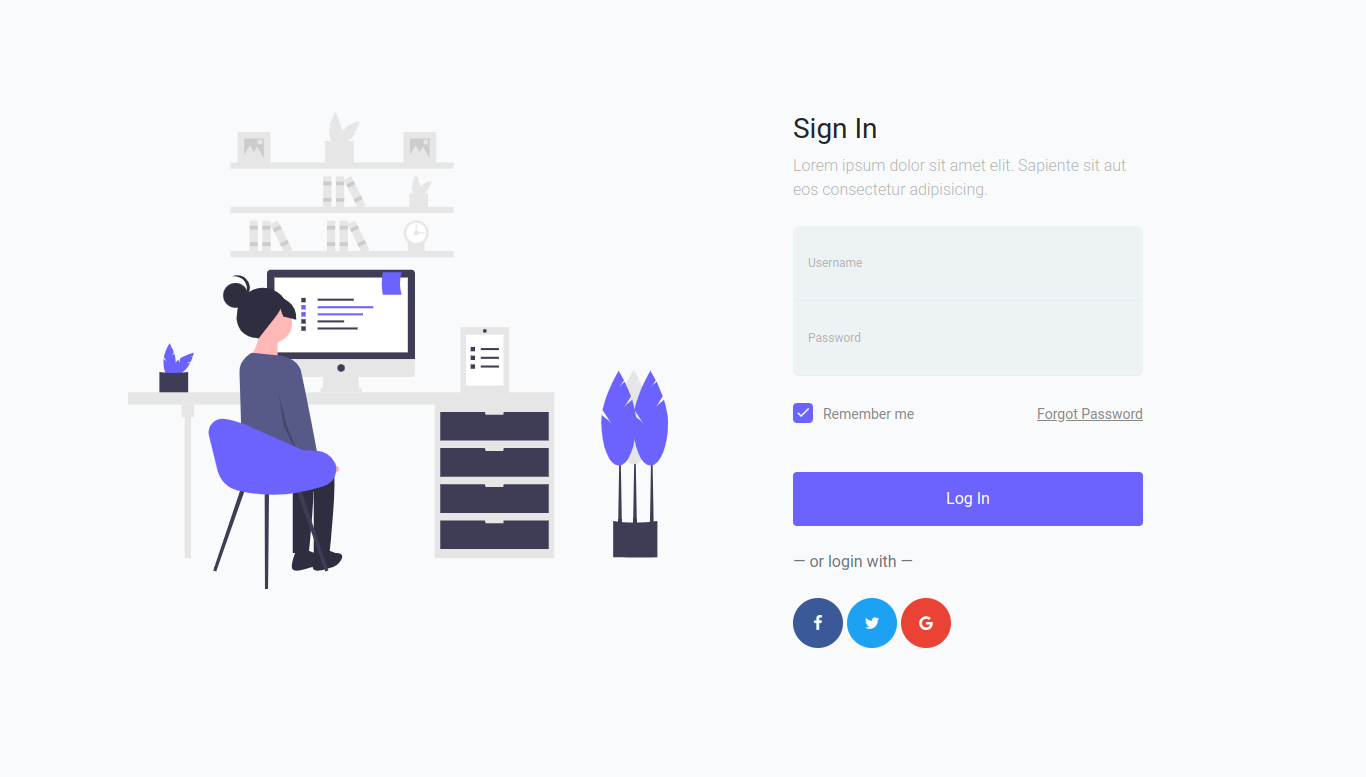 Sign In
Lorem ipsum dolor sit amet elit. Sapiente sit aut
eos consectetur adipisicing.
Username
Password
Remember me
Forgot Password
Log In
— or login with —